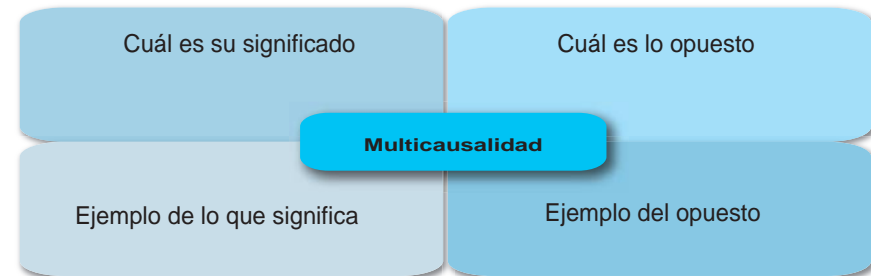 Cuál es su significado
Cuál es lo opuesto
Multicausalidad
Ejemplo de lo que significa
Ejemplo del opuesto